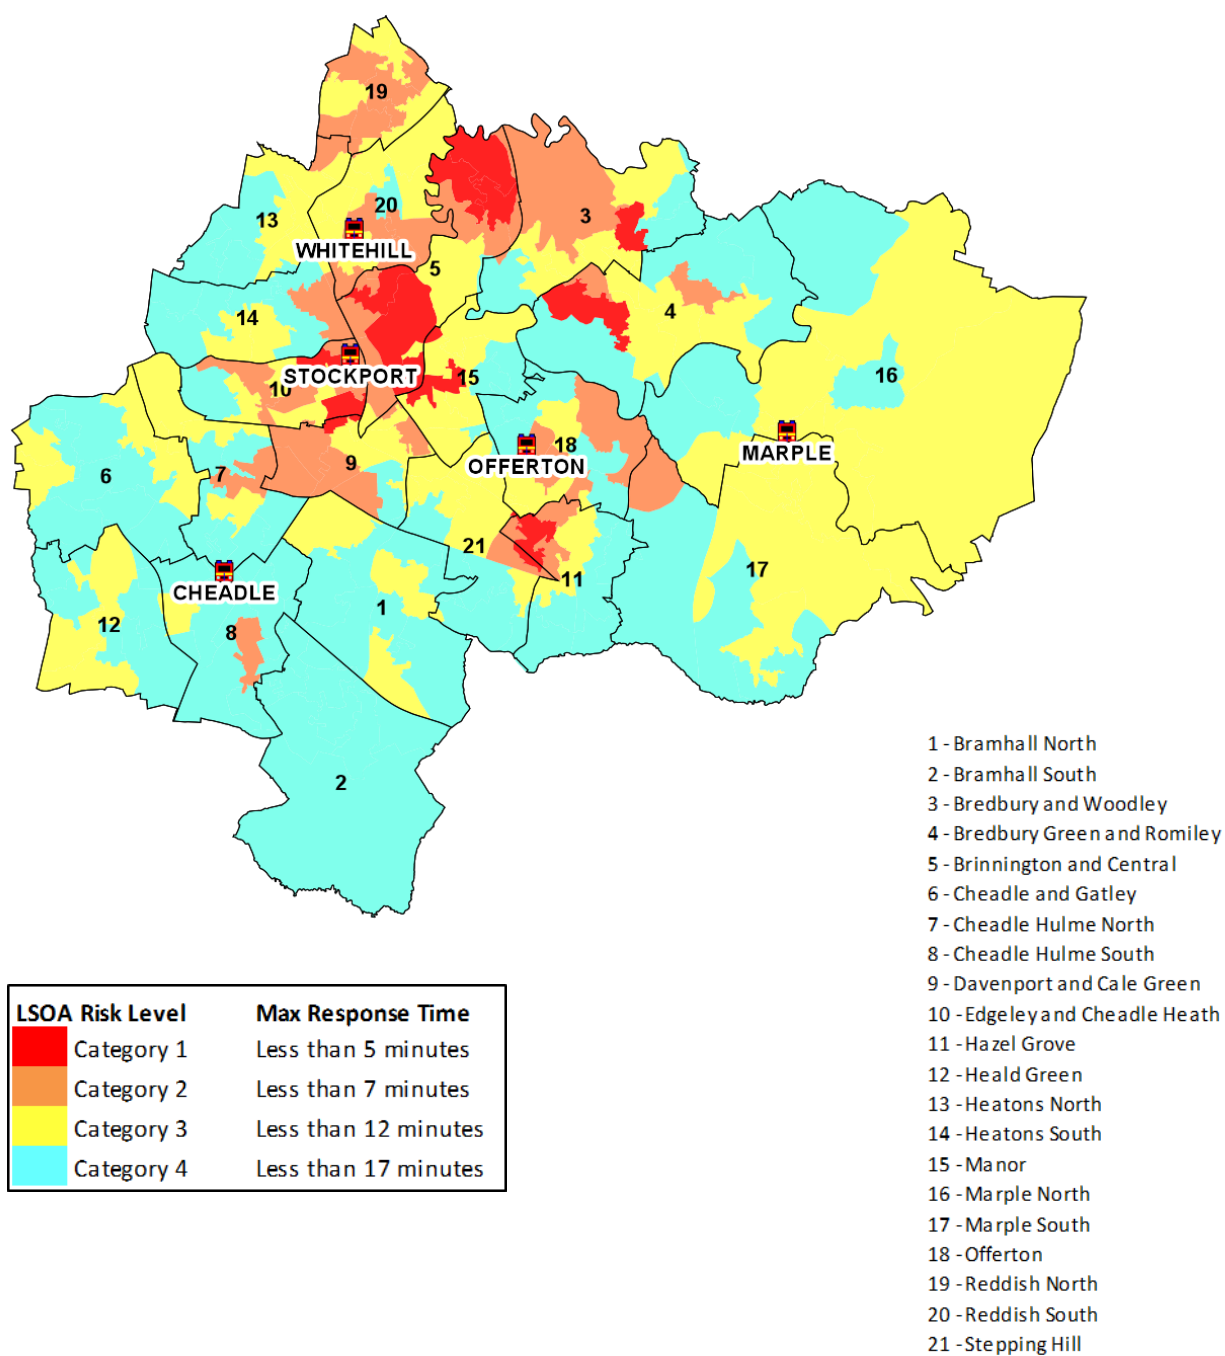 19
20
3
13
WHITEHILL
5
14
4
STOCKPORT
10
15
16
MARPLE
18
OFFERTON
9
7
6
21
CHEADLE
11
17
1
12
8
2
1 - Bramhall North
2 - Bramhall South
3 - Bredbury and Woodley
4 - Bredbury Green and Romiley
5 - Brinnington and Central
6 - Cheadle and Gatley
7 - Cheadle Hulme North
8 - Cheadle Hulme South
9 - Davenport and Cale Green
10 - Edgeley and Cheadle Heath
11 - Hazel Grove
12 - Heald Green
13 - Heatons North
14 - Heatons South
15 - Manor
16 - Marple North
17 - Marple South
18 - Offerton
19 - Reddish North
20 - Reddish South
21 - Stepping Hill
LSOA Risk Level Max Response Time
Category 1 Less than 5 minutes
Category 2 Less than 7 minutes
Category 3 Less than 12 minutes
Category 4 Less than 17 minutes